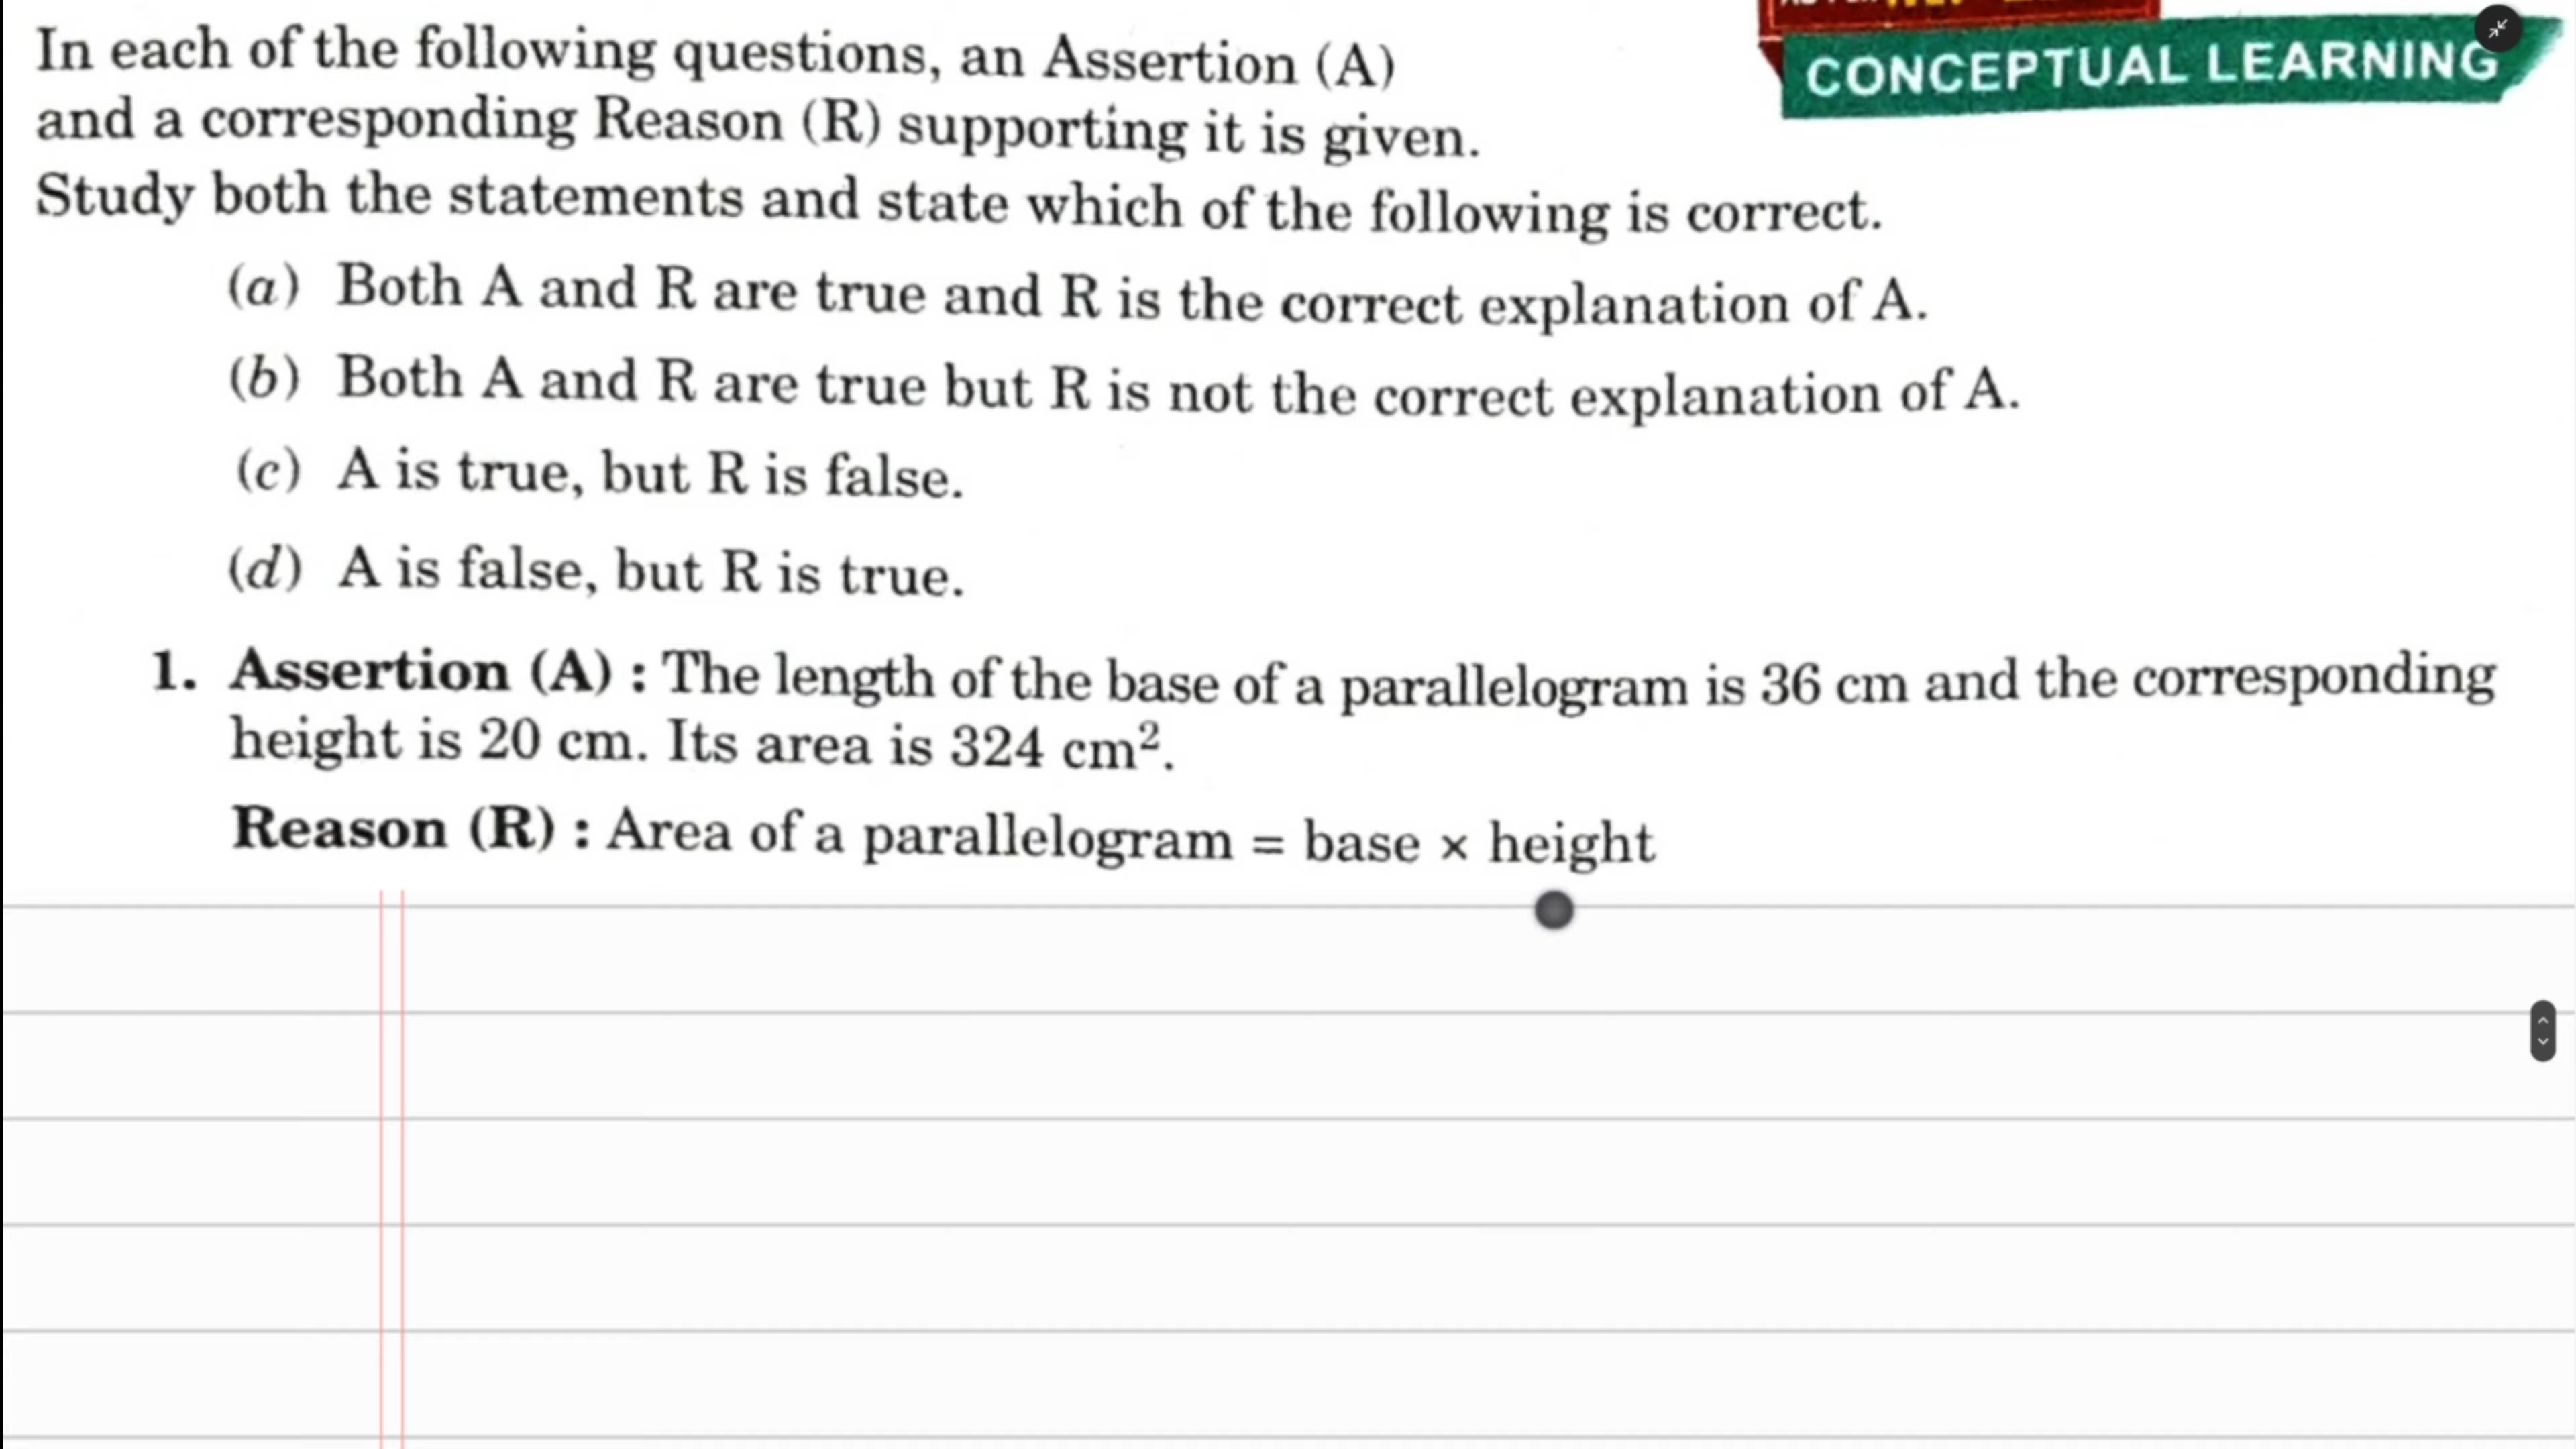 CONCEPTUAL LEARNING
In each of the following questions, an Assertion (A)
and a corresponding Reason (R) supporting it is given.
Study both the statements and state which of the following is correct.
(a) Both A and R are true and R is the correct explanation of A.
(b) Both A and R are true but R is not the correct explanation of A.
(c) A is true, but R is false.
(d) A is false, but R is true.
1. Assertion (A) : The length of the base of a parallelogram is 36 cm and the corresponding
height is 20 cm. Its area is 324 cm².
Reason (R) : Area of a parallelogram = base × height